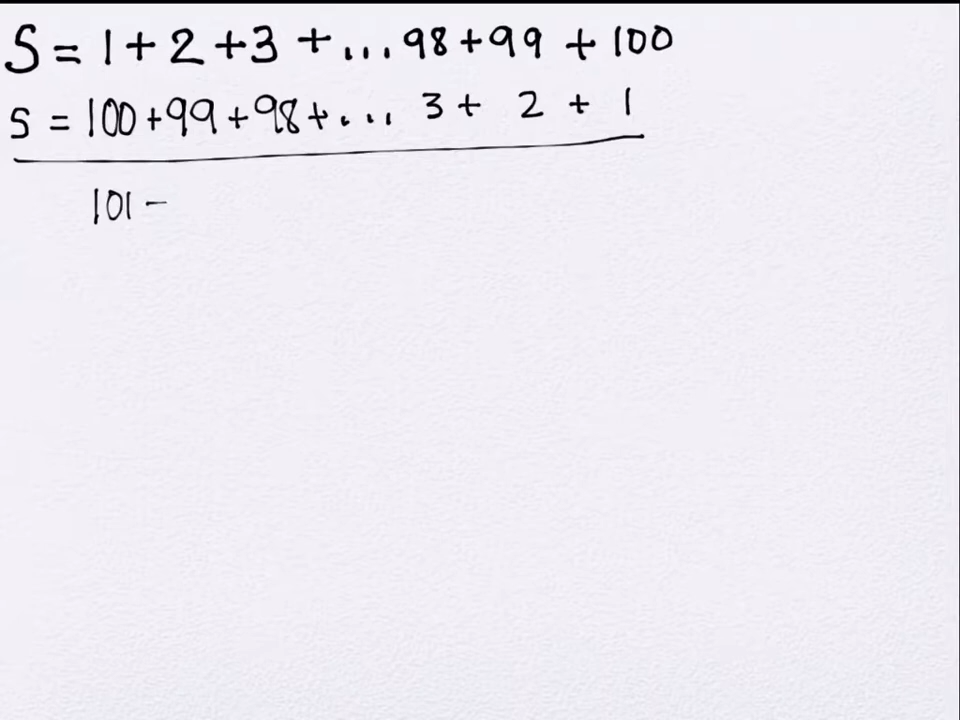 S = 1 + 2 + 3 + ... 98 + 99 + 100
S = 100 + 99 + 98 + ... 3 + 2 + 1
101 -